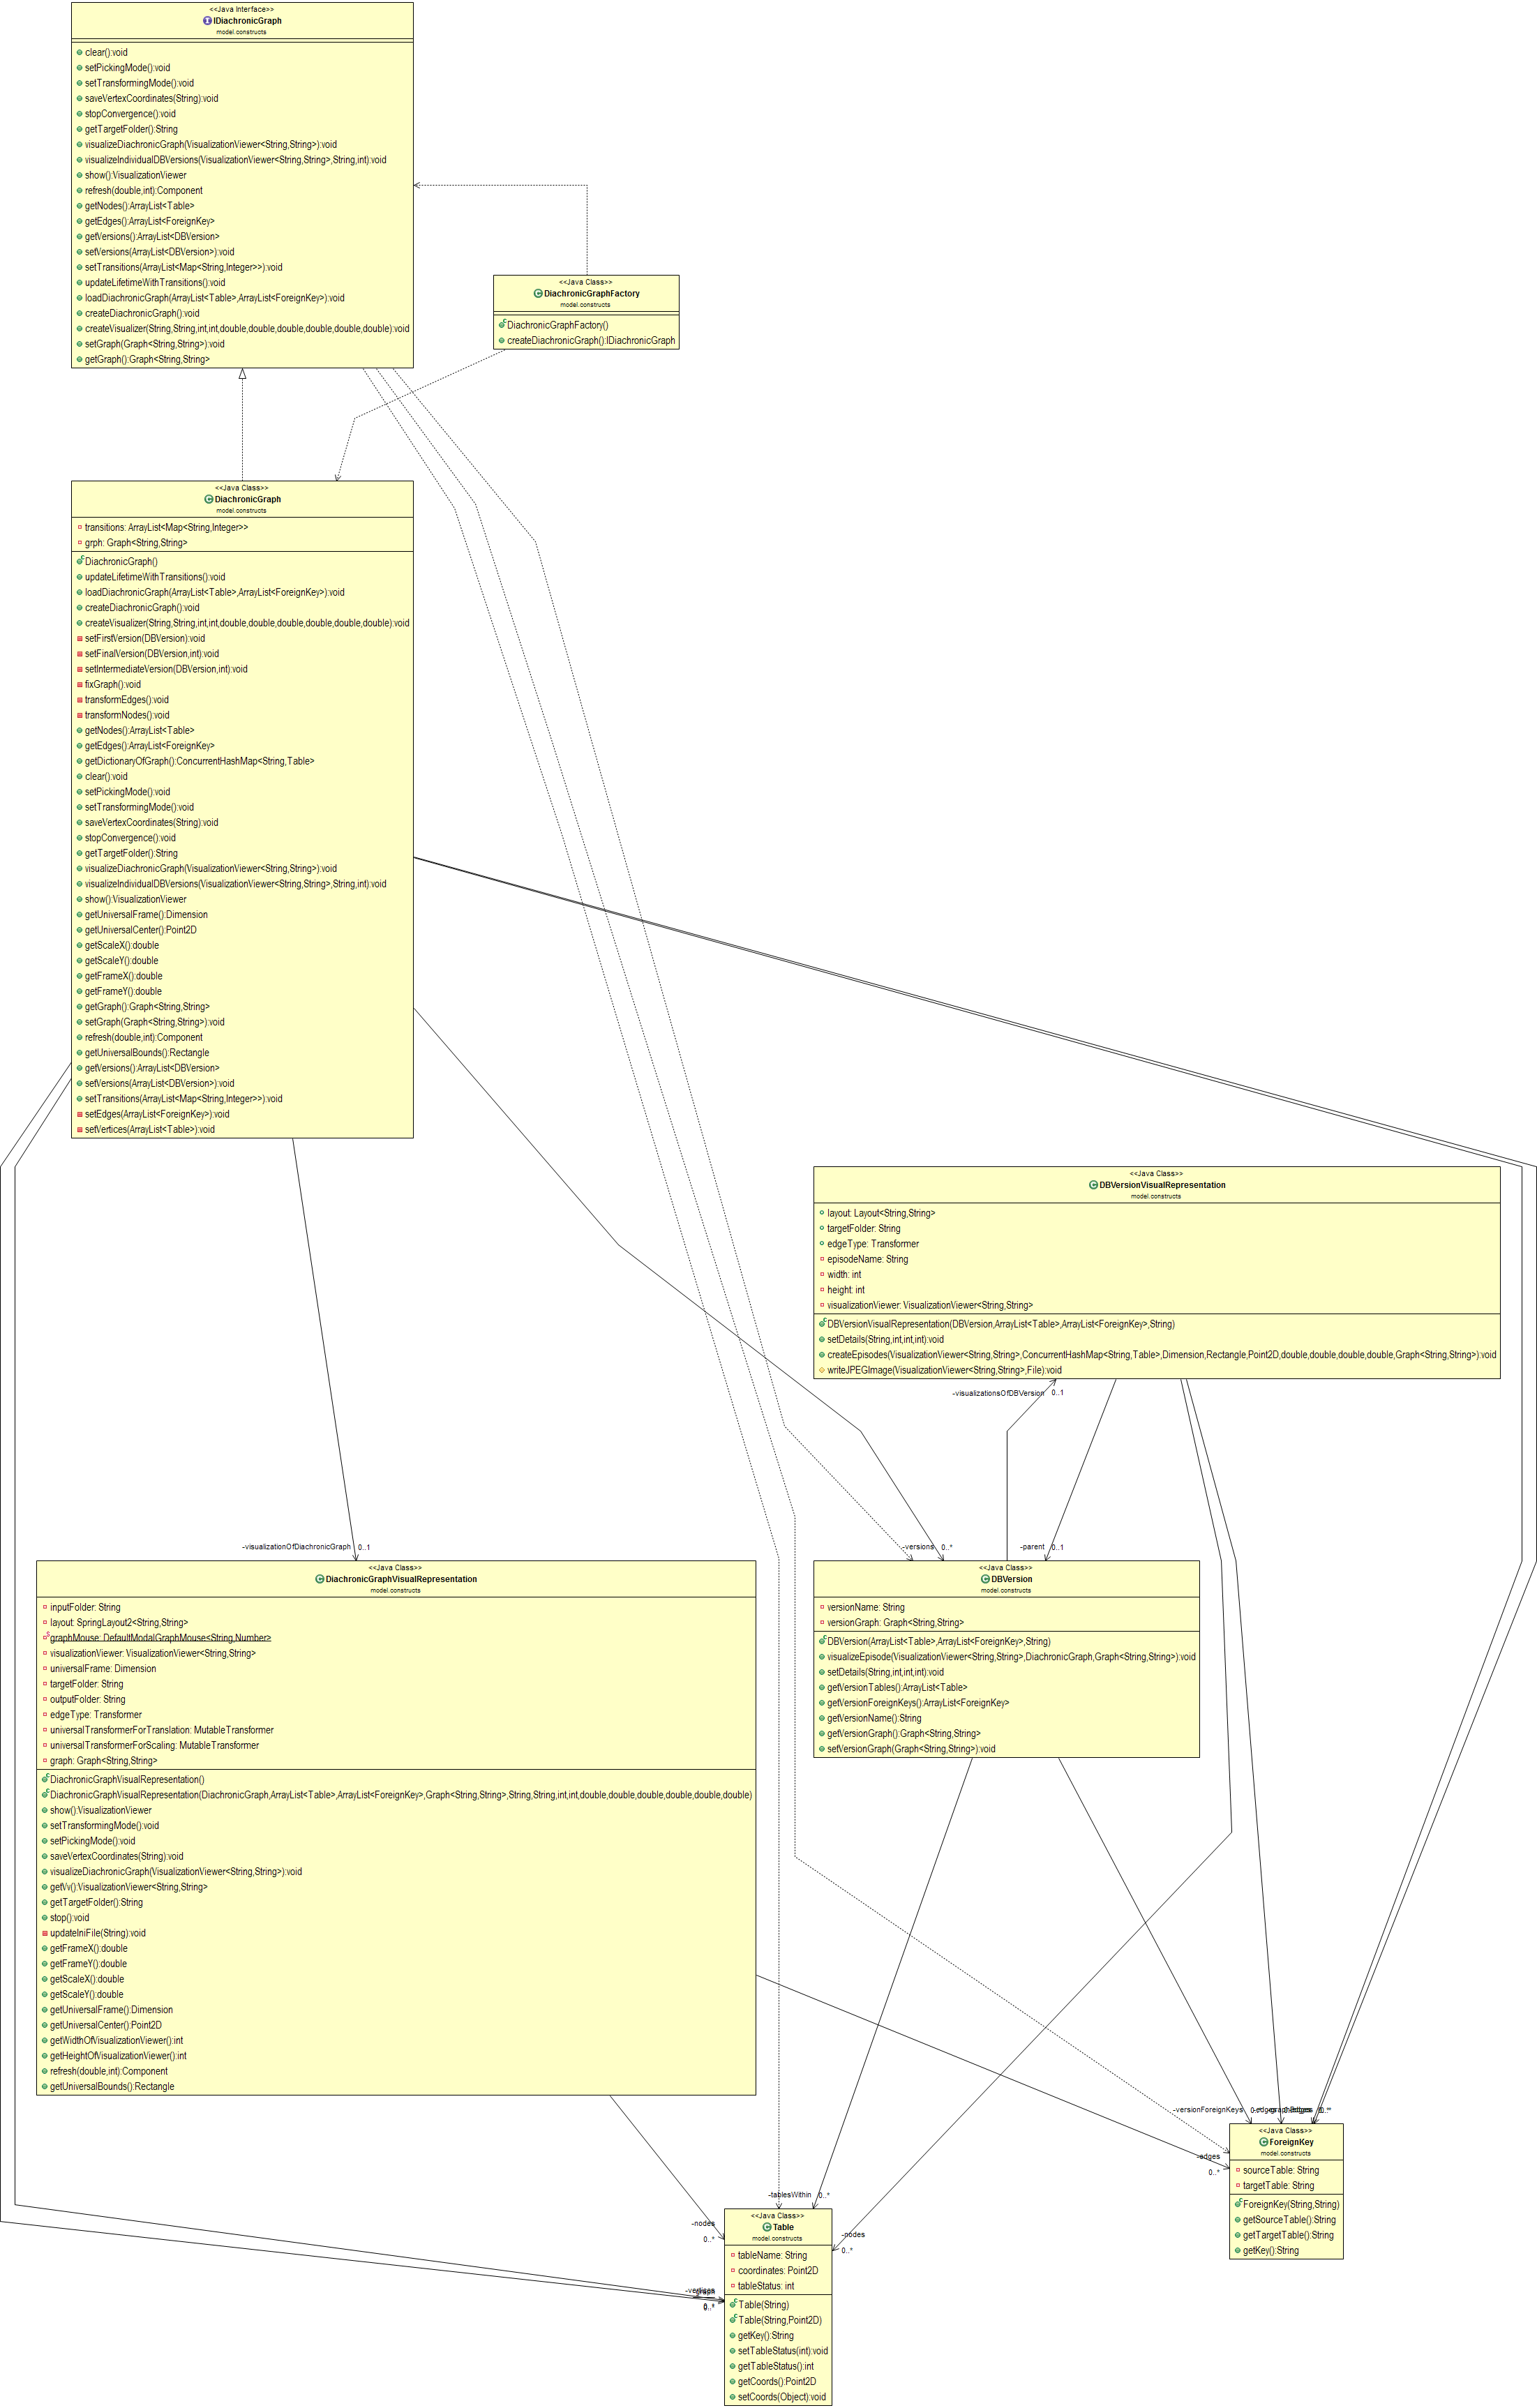 <<Java Interface>>
IDiachronicGraph
model.constructs
clear():void
setPickingMode():void
setTransformingMode():void
saveVertexCoordinates(String):void
stopConvergence():void
getTargetFolder():String
visualizeDiachronicGraph(VisualizationViewer<String,String>):void
visualizeIndividualDBVersions(VisualizationViewer<String,String>,String,int):void
show():VisualizationViewer
refresh(double,int):Component
getNodes():ArrayList<Table>
getEdges():ArrayList<ForeignKey>
getVersions():ArrayList<DBVersion>
setVersions(ArrayList<DBVersion>):void
setTransitions(ArrayList<Map<String,Integer>>):void
updateLifetimeWithTransitions():void
loadDiachronicGraph(ArrayList<Table>,ArrayList<ForeignKey>):void
createDiachronicGraph():void
createVisualizer(String,String,int,int,double,double,double,double,double,double):void
setGraph(Graph<String,String>):void
getGraph():Graph<String,String>
<<Java Class>>
DiachronicGraphFactory
model.constructs
DiachronicGraphFactory()
createDiachronicGraph():IDiachronicGraph
<<Java Class>>
DiachronicGraph
model.constructs
transitions: ArrayList<Map<String,Integer>>
grph: Graph<String,String>
DiachronicGraph()
updateLifetimeWithTransitions():void
loadDiachronicGraph(ArrayList<Table>,ArrayList<ForeignKey>):void
createDiachronicGraph():void
createVisualizer(String,String,int,int,double,double,double,double,double,double):void
setFirstVersion(DBVersion):void
setFinalVersion(DBVersion,int):void
setIntermediateVersion(DBVersion,int):void
fixGraph():void
transformEdges():void
transformNodes():void
getNodes():ArrayList<Table>
getEdges():ArrayList<ForeignKey>
getDictionaryOfGraph():ConcurrentHashMap<String,Table>
clear():void
setPickingMode():void
setTransformingMode():void
saveVertexCoordinates(String):void
stopConvergence():void
getTargetFolder():String
visualizeDiachronicGraph(VisualizationViewer<String,String>):void
visualizeIndividualDBVersions(VisualizationViewer<String,String>,String,int):void
show():VisualizationViewer
getUniversalFrame():Dimension
getUniversalCenter():Point2D
getScaleX():double
getScaleY():double
getFrameX():double
getFrameY():double
getGraph():Graph<String,String>
setGraph(Graph<String,String>):void
refresh(double,int):Component
getUniversalBounds():Rectangle
getVersions():ArrayList<DBVersion>
setVersions(ArrayList<DBVersion>):void
setTransitions(ArrayList<Map<String,Integer>>):void
setEdges(ArrayList<ForeignKey>):void
setVertices(ArrayList<Table>):void
<<Java Class>>
DBVersionVisualRepresentation
model.constructs
layout: Layout<String,String>
targetFolder: String
edgeType: Transformer
episodeName: String
width: int
height: int
visualizationViewer: VisualizationViewer<String,String>
DBVersionVisualRepresentation(DBVersion,ArrayList<Table>,ArrayList<ForeignKey>,String)
setDetails(String,int,int,int):void
createEpisodes(VisualizationViewer<String,String>,ConcurrentHashMap<String,Table>,Dimension,Rectangle,Point2D,double,double,double,double,Graph<String,String>):void
writeJPEGImage(VisualizationViewer<String,String>,File):void
-visualizationsOfDBVersion 0..1
-visualizationOfDiachronicGraph 0..1
-versions 0..*
-parent 0..1
<<Java Class>>
DiachronicGraphVisualRepresentation
model.constructs
inputFolder: String
layout: SpringLayout2<String,String>
graphMouse: DefaultModalGraphMouse<String,Number>
visualizationViewer: VisualizationViewer<String,String>
universalFrame: Dimension
targetFolder: String
outputFolder: String
edgeType: Transformer
universalTransformerForTranslation: MutableTransformer
universalTransformerForScaling: MutableTransformer
graph: Graph<String,String>
DiachronicGraphVisualRepresentation()
DiachronicGraphVisualRepresentation(DiachronicGraph,ArrayList<Table>,ArrayList<ForeignKey>,Graph<String,String>,String,String,int,int,double,double,double,double,double,double)
show():VisualizationViewer
setTransformingMode():void
setPickingMode():void
saveVertexCoordinates(String):void
visualizeDiachronicGraph(VisualizationViewer<String,String>):void
getVv():VisualizationViewer<String,String>
getTargetFolder():String
stop():void
updateIniFile(String):void
getFrameX():double
getFrameY():double
getScaleX():double
getScaleY():double
getUniversalFrame():Dimension
getUniversalCenter():Point2D
getWidthOfVisualizationViewer():int
getHeightOfVisualizationViewer():int
refresh(double,int):Component
getUniversalBounds():Rectangle
<<Java Class>>
DBVersion
model.constructs
versionName: String
versionGraph: Graph<String,String>
DBVersion(ArrayList<Table>,ArrayList<ForeignKey>,String)
visualizeEpisode(VisualizationViewer<String,String>,DiachronicGraph,Graph<String,String>):void
setDetails(String,int,int,int):void
getVersionTables():ArrayList<Table>
getVersionForeignKeys():ArrayList<ForeignKey>
getVersionName():String
getVersionGraph():Graph<String,String>
setVersionGraph(Graph<String,String>):void
-versionForeignKeys
<<Java Class>>
ForeignKey
model.constructs
sourceTable: String
targetTable: String
ForeignKey(String,String)
getSourceTable():String
getTargetTable():String
getKey():String
-edges
0..*
-tablesWithin 0..*
-nodes
0..*
-nodes
0..*
<<Java Class>>
Table
model.constructs
tableName: String
coordinates: Point2D
tableStatus: int
Table(String)
Table(String,Point2D)
getKey():String
setTableStatus(int):void
getTableStatus():int
getCoords():Point2D
setCoords(Object):void